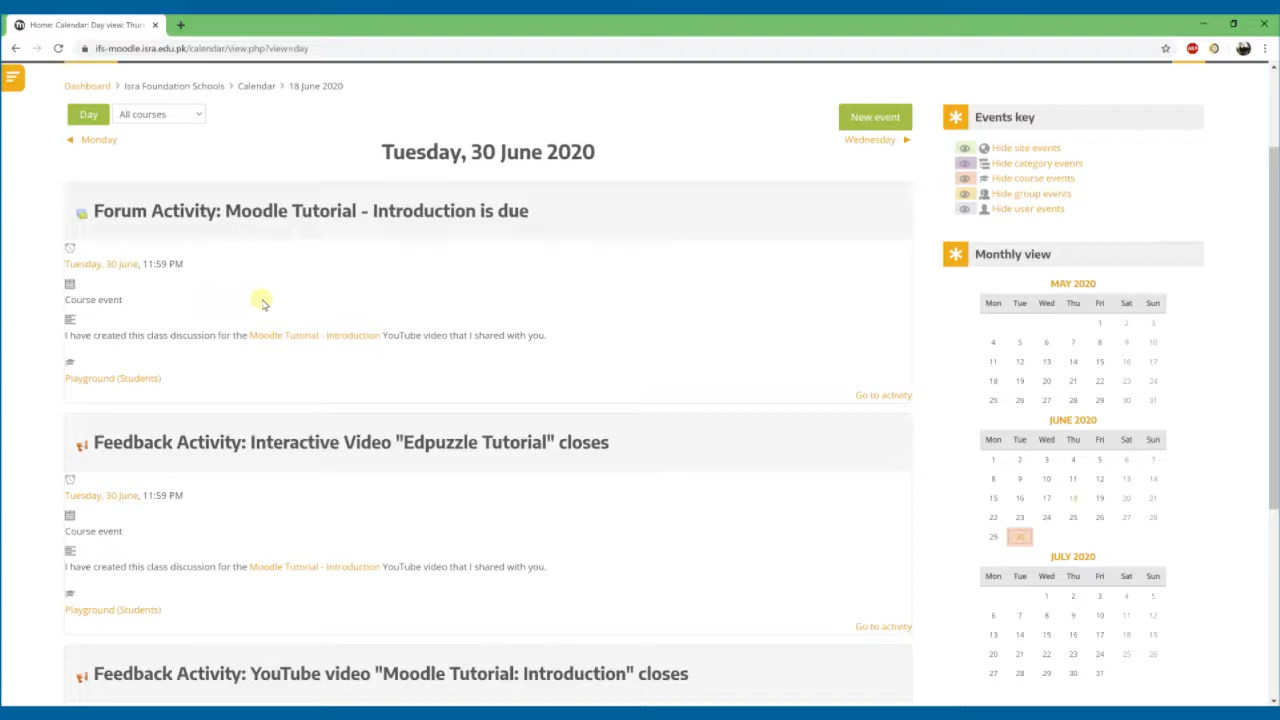 Home: Calendar: Day view: Thurs
ifs-moodle.isra.edu.pk/calendar/view.php?view=day
ABP
Dashboard > Isra Foundation Schools > Calendar > 18 June 2020
Day All courses
New event
◄ Monday
Wednesday ►
Tuesday, 30 June 2020
Forum Activity: Moodle Tutorial - Introduction is due
Tuesday, 30 June, 11:59 PM
Course event
I have created this class discussion for the Moodle Tutorial - Introduction YouTube video that I shared with you.
Playground (Students)
Go to activity
Feedback Activity: Interactive Video "Edpuzzle Tutorial" closes
Tuesday, 30 June, 11:59 PM
Course event
I have created this class discussion for the Moodle Tutorial - Introduction YouTube video that I shared with you.
Playground (Students)
Go to activity
Feedback Activity: YouTube video "Moodle Tutorial: Introduction" closes
Events key
Hide site events
Hide category events
Hide course events
Hide group events
Hide user events
Monthly view
MAY 2020
Mon Tue Wed Thu Fri Sat Sun
1 2 3
4 5 6 7 8 9 10
11 12 13 14 15 16 17
18 19 20 21 22 23 24
25 26 27 28 29 30 31
JUNE 2020
Mon Tue Wed Thu Fri Sat Sun
1 2 3 4 5 6 7
8 9 10 11 12 13 14
15 16 17 18 19 20 21
22 23 24 25 26 27 28
29 30
JULY 2020
Mon Tue Wed Thu Fri Sat Sun
1 2 3 4 5
6 7 8 9 10 11 12
13 14 15 16 17 18 19
20 21 22 23 24 25 26
27 28 29 30 31